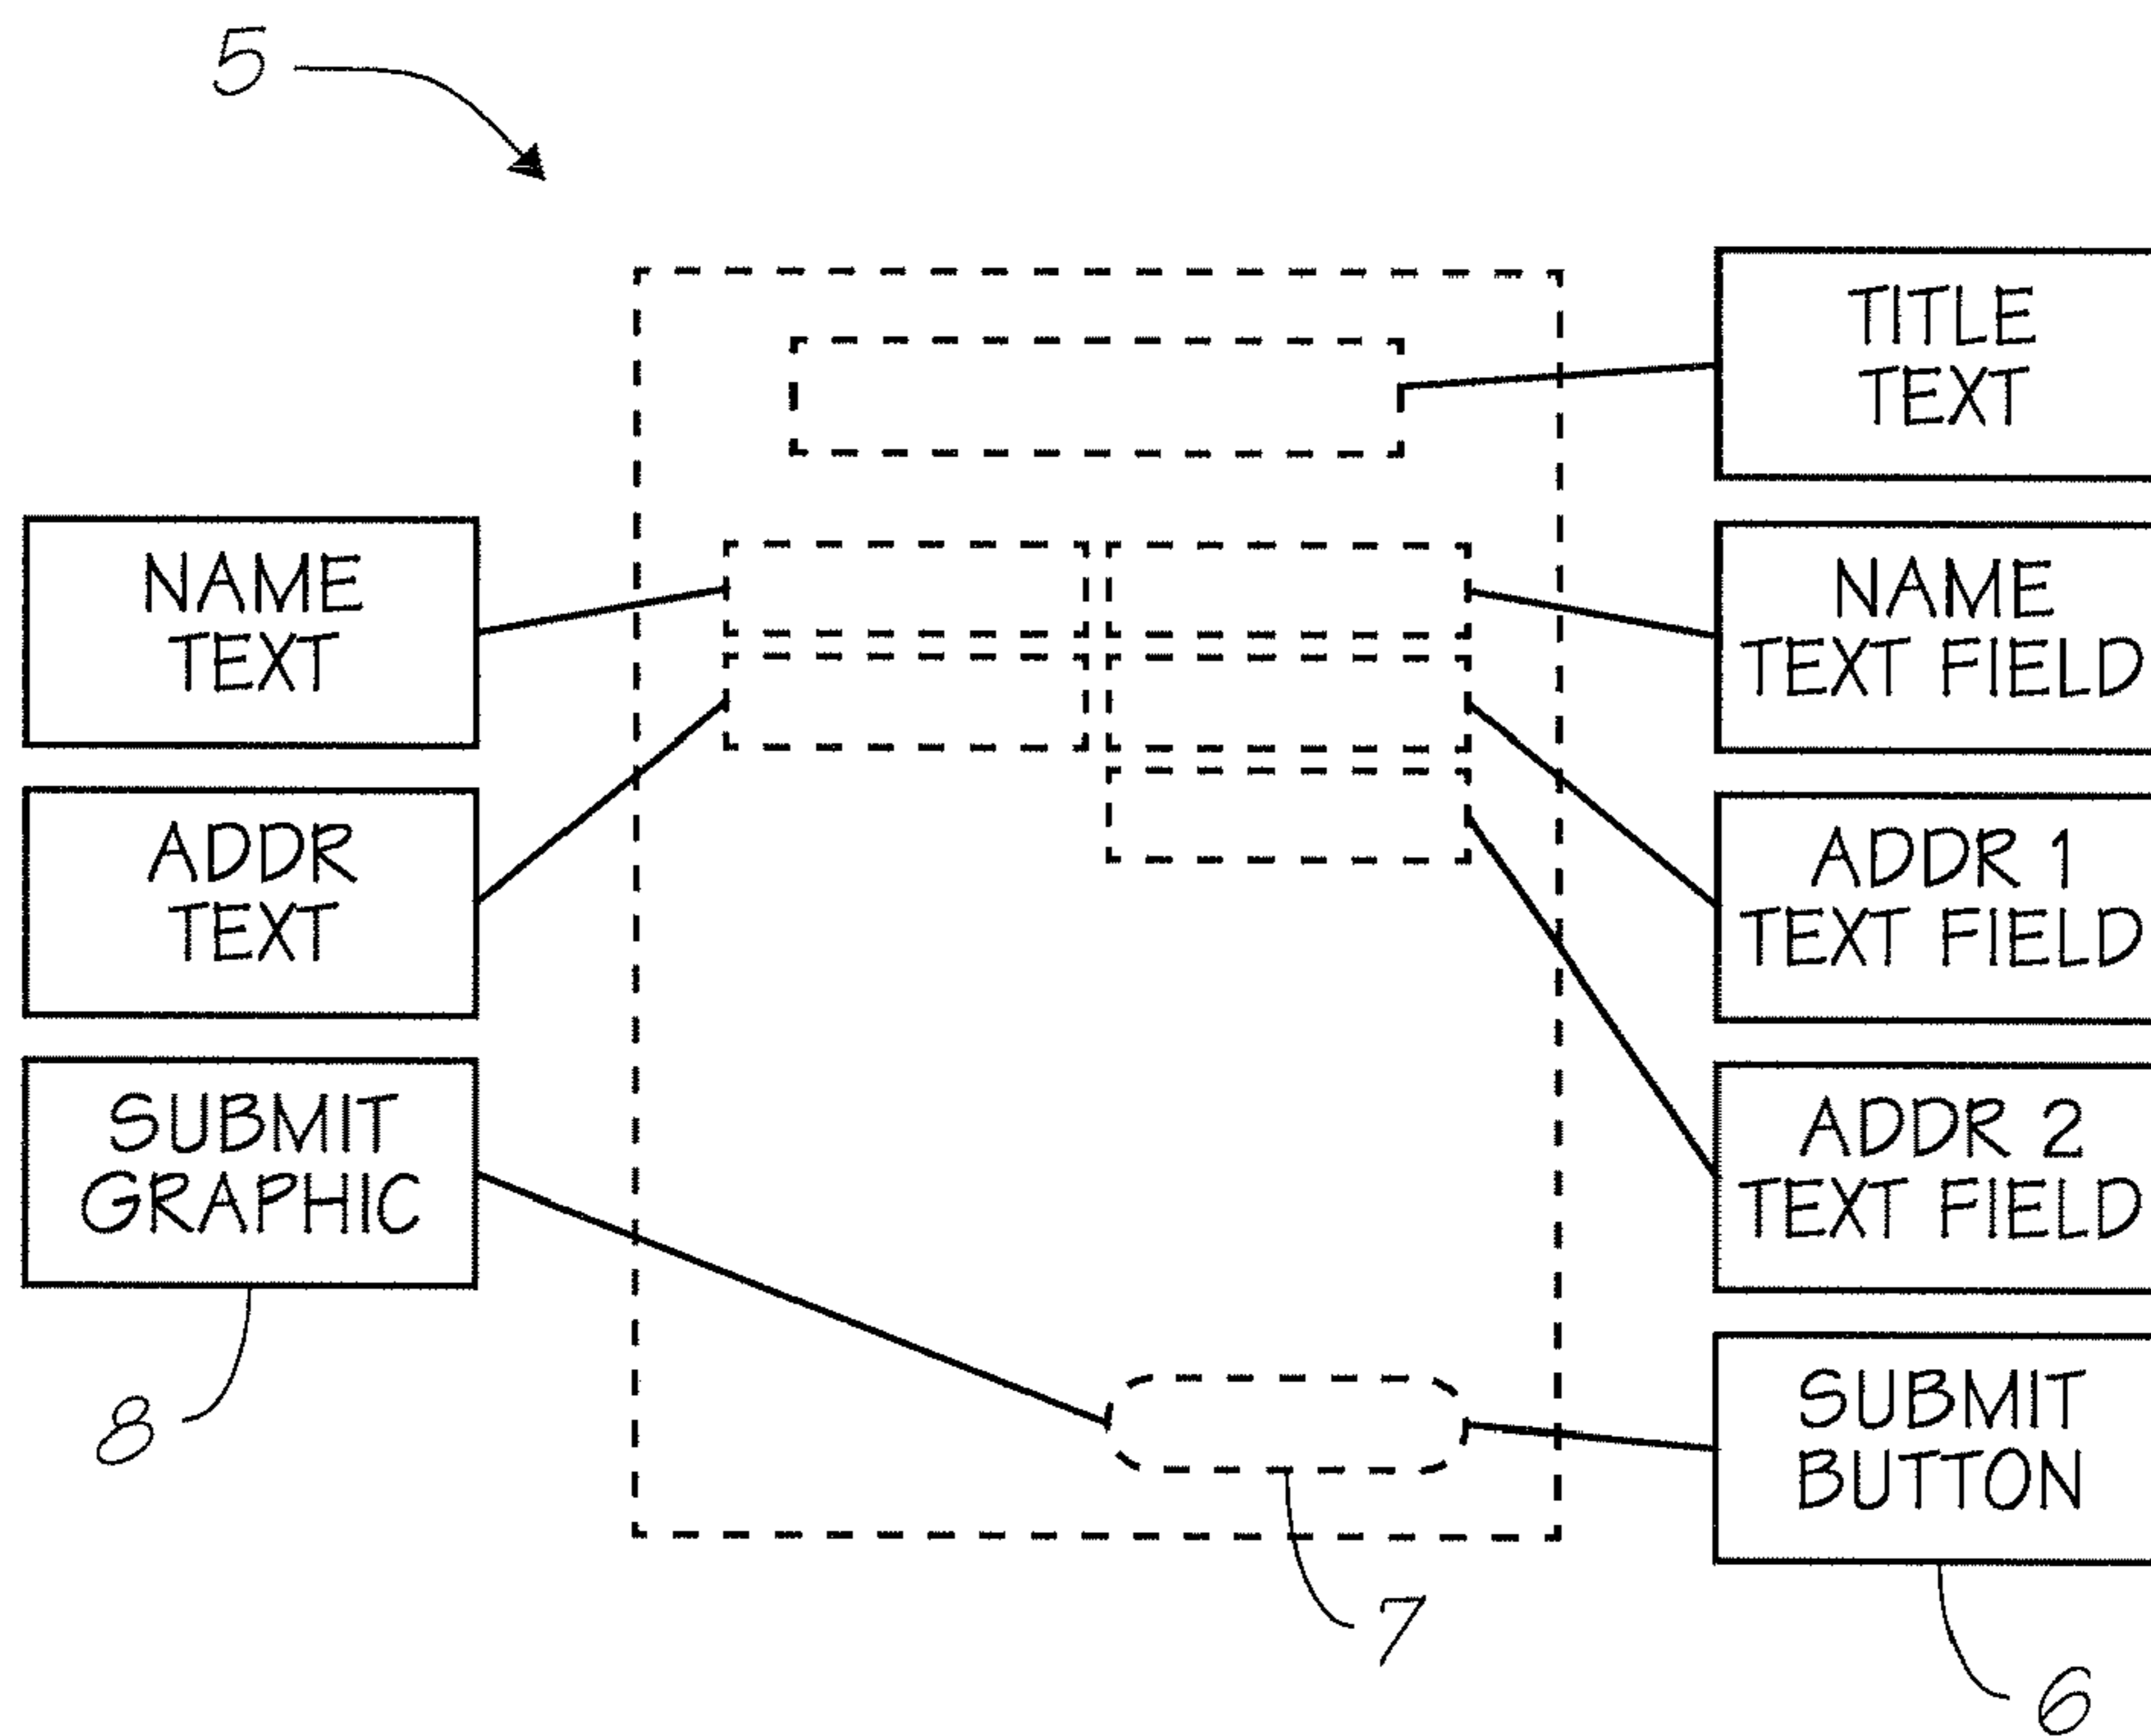 5
TITLE
TEXT
NAME
TEXT
NAME
TEXT FIELD
ADDR
TEXT
ADDR 1
TEXT FIELD
SUBMIT
GRAPHIC
ADDR 2
TEXT FIELD
SUBMIT
BUTTON
8
7
6